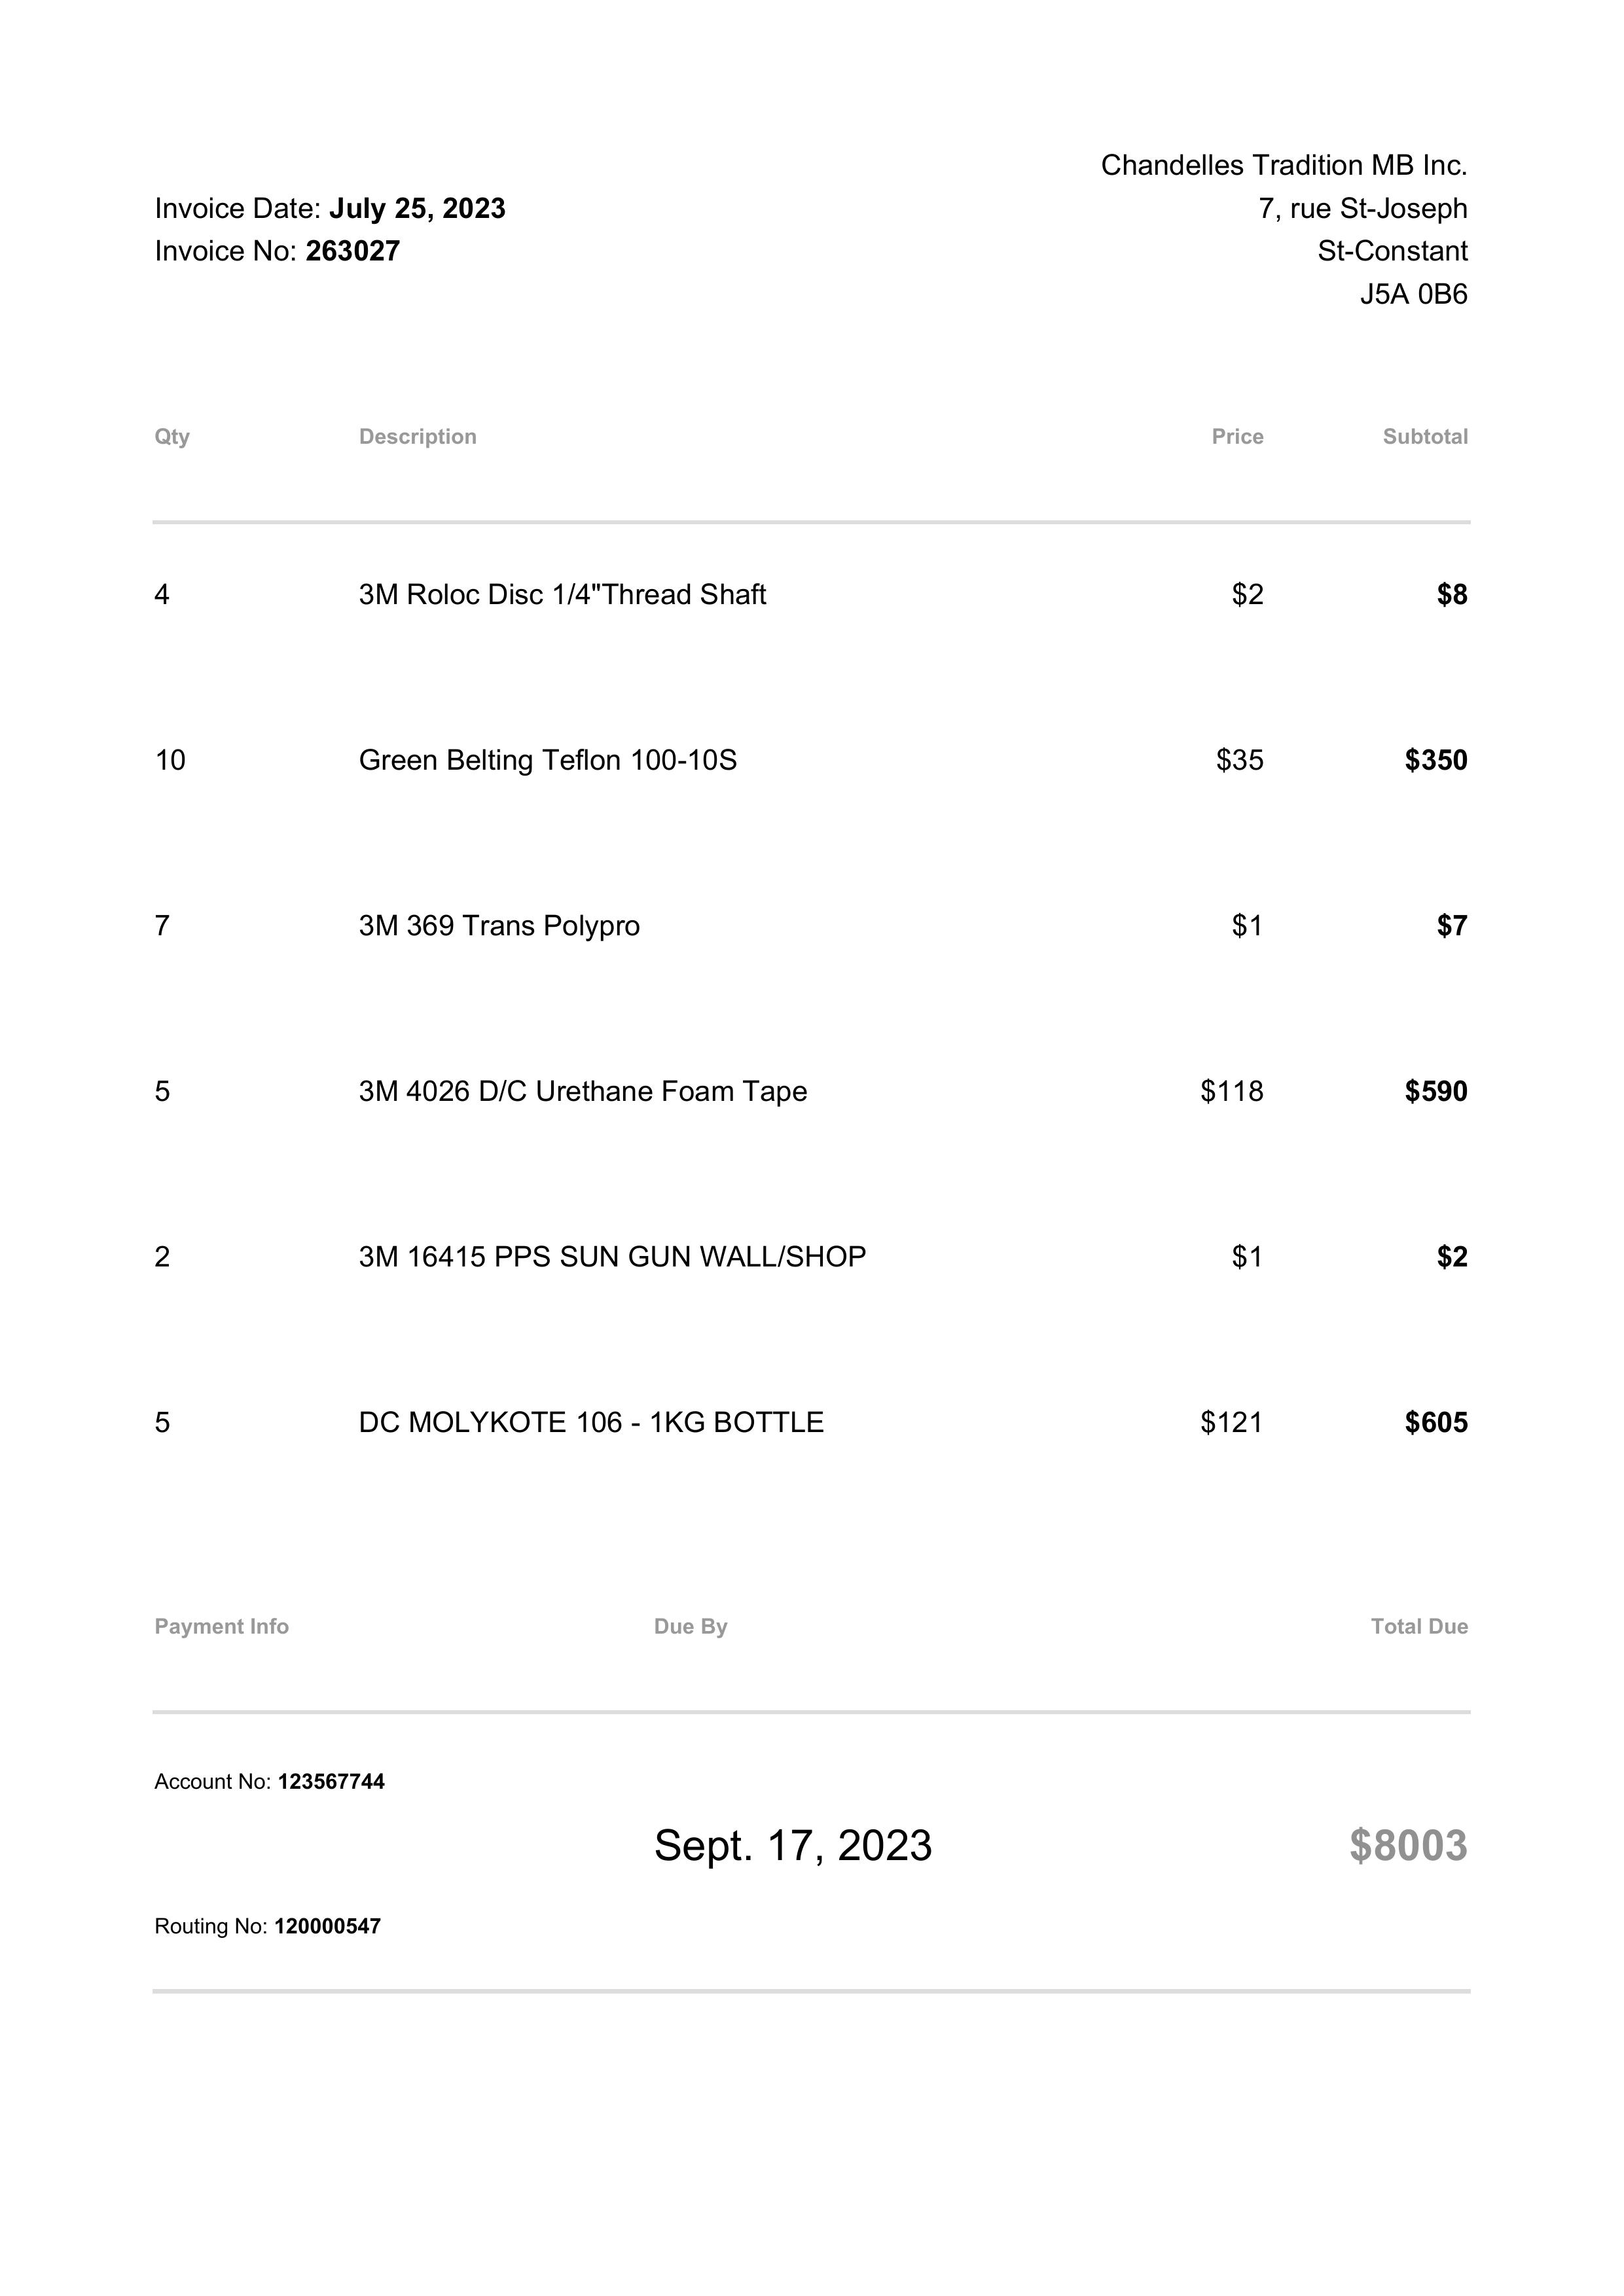 Chandelles Tradition MB Inc.
Invoice Date: July 25, 2023 7, rue St-Joseph
Invoice No: 263027 St-Constant
J5A 0B6
Qty Description Price Subtotal
4 3M Roloc Disc 1/4"Thread Shaft $2 $8
10 Green Belting Teflon 100-10S $35 $350
7 3M 369 Trans Polypro $1 $7
5 3M 4026 D/C Urethane Foam Tape $118 $590
2 3M 16415 PPS SUN GUN WALL/SHOP $1 $2
5 DC MOLYKOTE 106 - 1KG BOTTLE $121 $605
Payment Info Due By Total Due
Account No: 123567744
Sept. 17, 2023 $8003
Routing No: 120000547